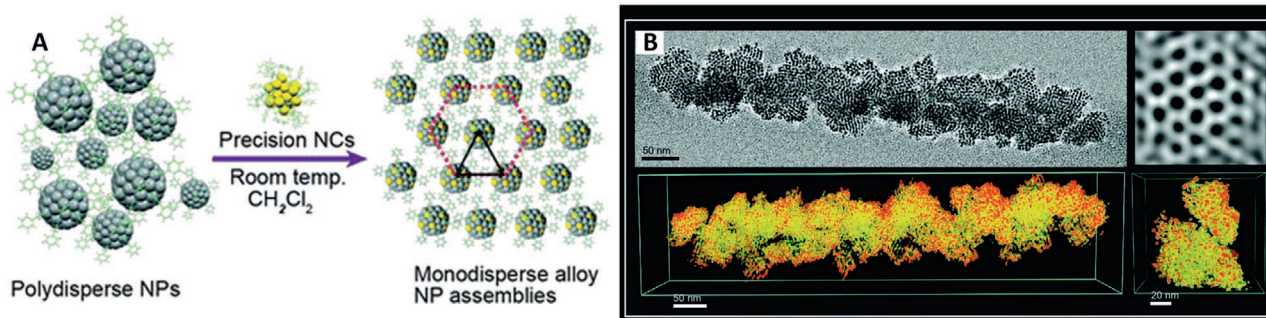 A
Precision NCs
Room temp.
CH₂Cl₂
Polydisperse NPs
Monodisperse alloy
NP assemblies
B
50 nm
50 nm
20 nm